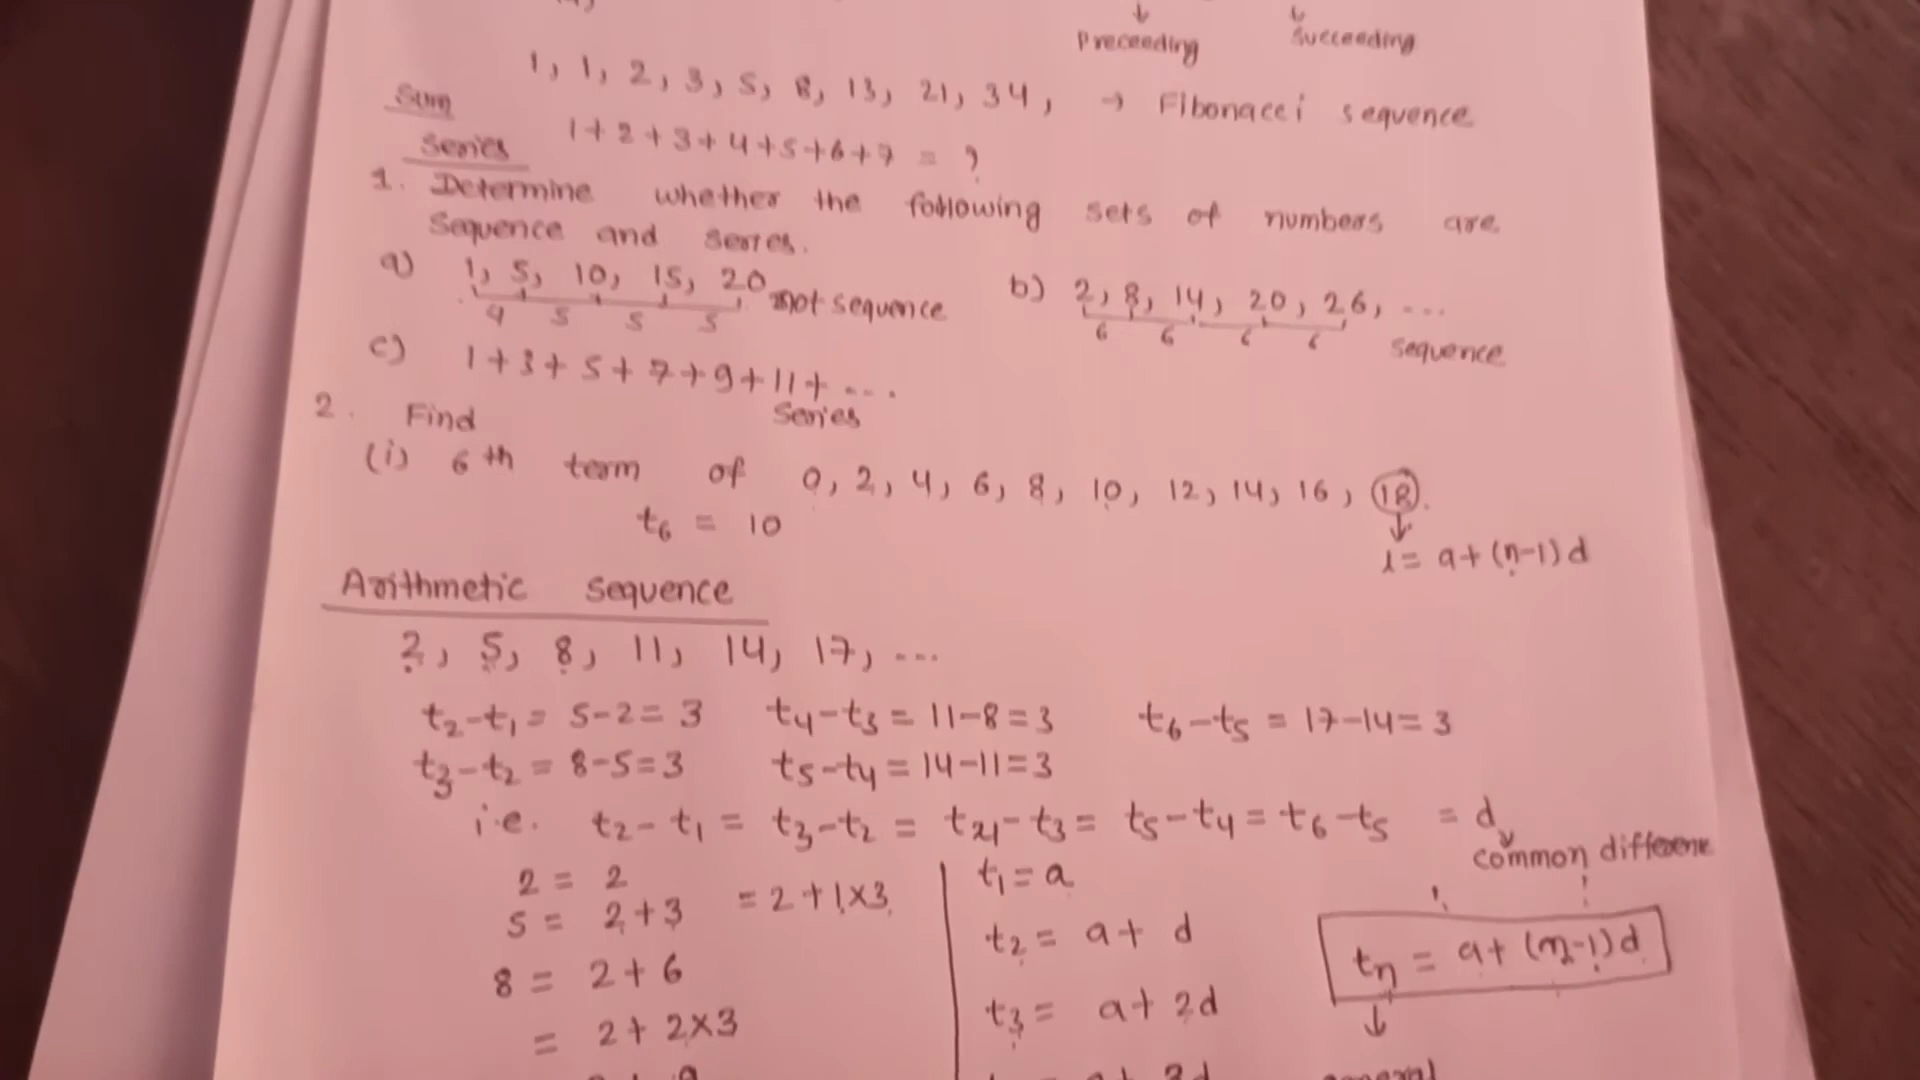 Preceeding Succeeding
1, 1, 2, 3, 5, 8, 13, 21, 34, → Fibonacci sequence
Sum
Series 1+2+3+4+5+6+7 = ?
1. Determine whether the following sets of numbers are
Sequence and series.
a) 1, 5, 10, 15, 20 not sequence b) 2, 8, 14, 20, 26, ...
4 5 5 5 6 6 6 6 sequence
c) 1+3+5+7+9+11+ ....
Series
2. Find
(i) 6th term of 0, 2, 4, 6, 8, 10, 12, 14, 16, 18.
t6 = 10
l = a+(n-1)d
Arithmetic sequence
2, 5, 8, 11, 14, 17, ...
t2-t1 = 5-2=3 t4-t3 = 11-8=3 t6-t5 = 17-14=3
t3-t2 = 8-5=3 t5-t4 = 14-11=3
i.e. t2-t1 = t3-t2 = t4-t3 = t5-t4 = t6-t5 = d
common difference
2 = 2 t1 = a
5 = 2+3 = 2+1×3 t2 = a+ d
tn = a+(n-1)d
8 = 2+6
= 2+2×3 t3 = a+ 2d
general